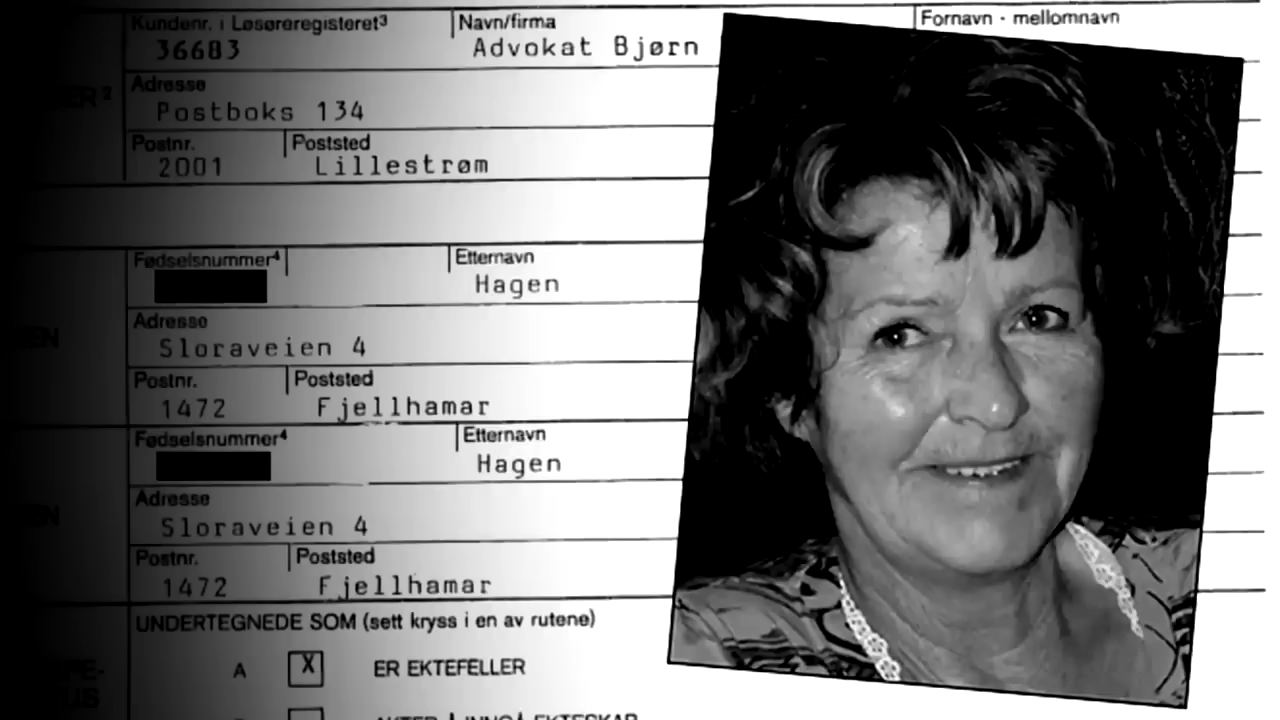 Kundenr. i Løsøreregisteret³ Navn/firma Fornavn - mellomnavn
36683 Advokat Bjørn
Adresse
Postboks 134
Postnr. Poststed
2001 Lillestrøm
Fødselsnummer⁴ Etternavn
Hagen
Adresse
Sloraveien 4
Postnr. Poststed
1472 Fjellhamar
Fødselsnummer⁴ Etternavn
Hagen
Adresse
Sloraveien 4
Postnr. Poststed
1472 Fjellhamar
UNDERTEGNEDE SOM (sett kryss i en av rutene)
A X ER EKTEFELLER